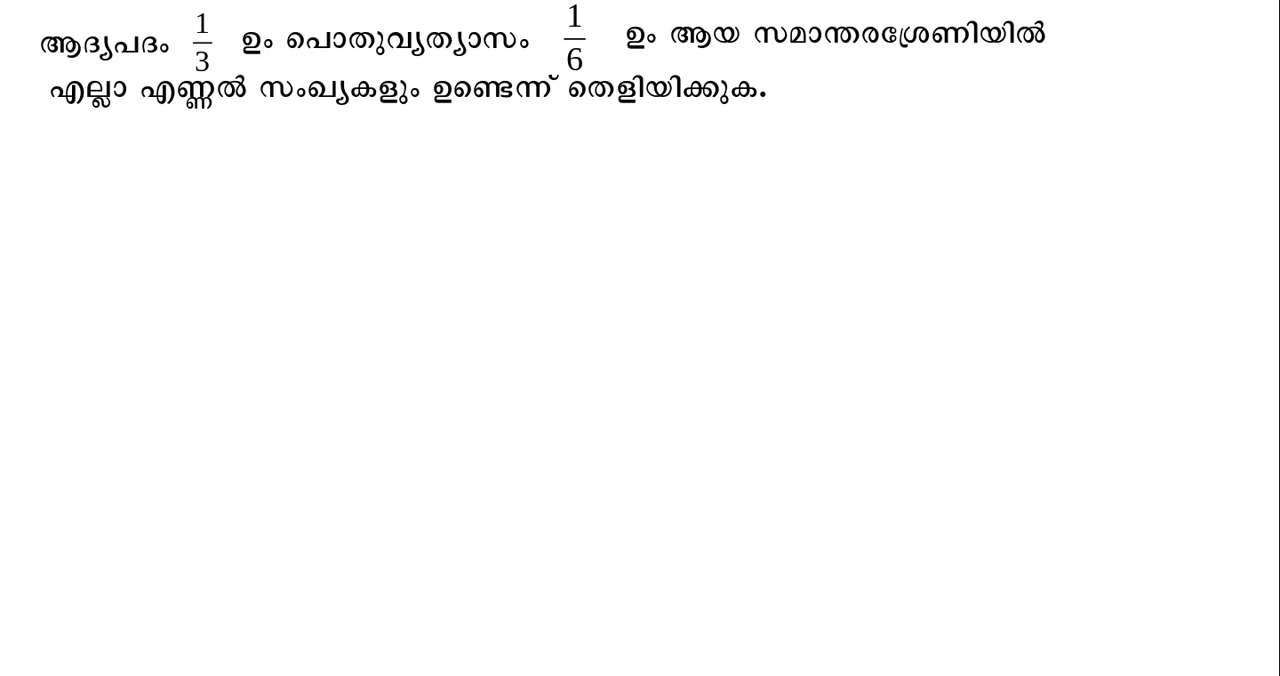 ആദ്യപദം 1/3 ഉം പൊതുവ്യത്യാസം 1/6 ഉം ആയ സമാന്തരശ്രേണിയിൽ
എല്ലാ എണ്ണൽ സംഖ്യകളും ഉണ്ടെന്ന് തെളിയിക്കുക.